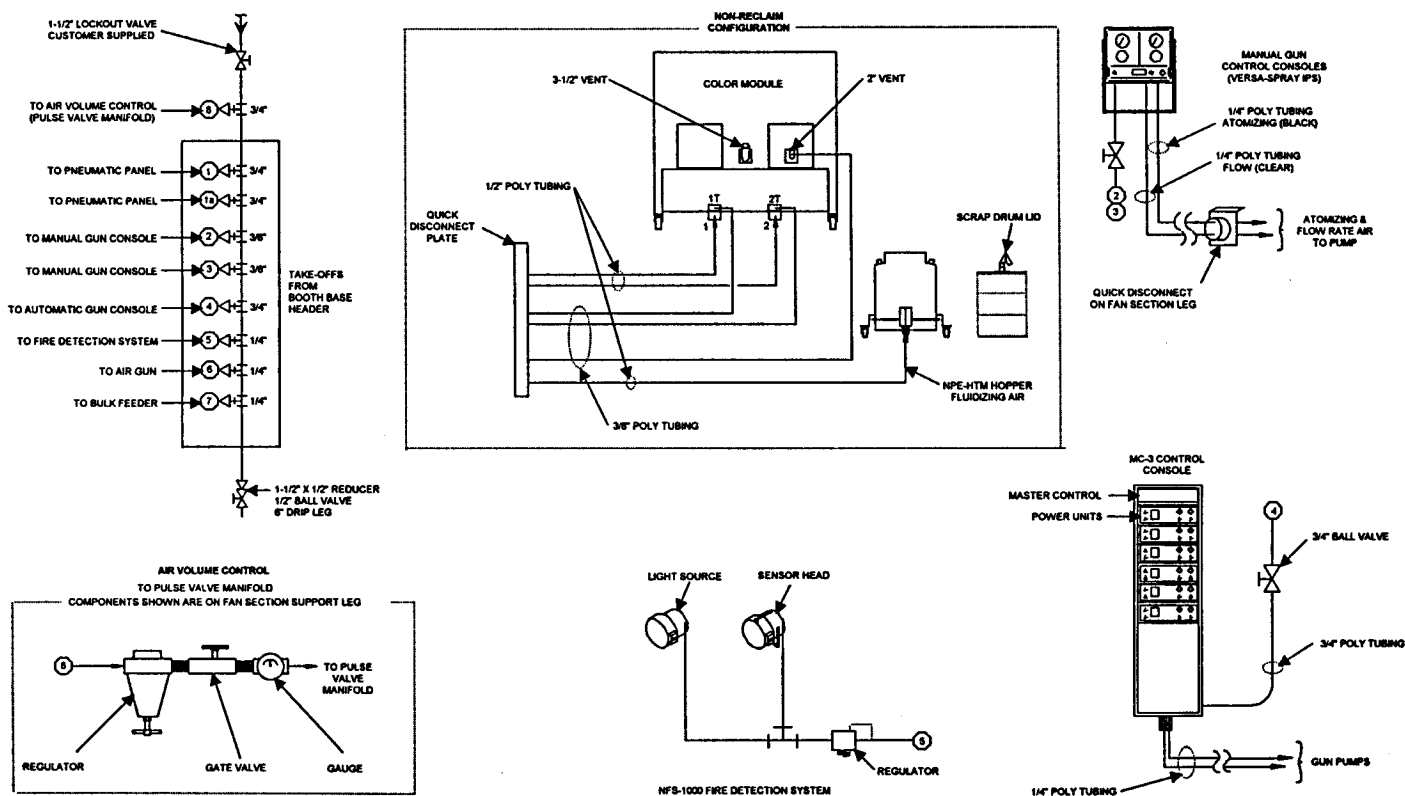 1-1/2" LOCKOUT VALVE
CUSTOMER SUPPLIED
TO AIR VOLUME CONTROL
(PULSE VALVE MANIFOLD)
8
3/4"
TO PNEUMATIC PANEL
1
3/4"
TO PNEUMATIC PANEL
1a
3/4"
TO MANUAL GUN CONSOLE
2
3/8"
TO MANUAL GUN CONSOLE
3
3/8"
TO AUTOMATIC GUN CONSOLE
4
3/4"
TO FIRE DETECTION SYSTEM
5
1/4"
TO AIR GUN
6
1/4"
TO BULK FEEDER
7
1/4"
TAKE-OFFS
FROM
BOOTH BASE
HEADER
1-1/2" X 1/2" REDUCER
1/2" BALL VALVE
6" DRIP LEG
NON-RECLAIM
CONFIGURATION
COLOR MODULE
3-1/2" VENT
2" VENT
1/2" POLY TUBING
1T
2T
1
2
QUICK
DISCONNECT
PLATE
SCRAP DRUM LID
NPE-HTM HOPPER
FLUIDIZING AIR
3/8" POLY TUBING
MANUAL GUN
CONTROL CONSOLES
(VERSA-SPRAY IPS)
1/4" POLY TUBING
ATOMIZING (BLACK)
1/4" POLY TUBING
FLOW (CLEAR)
2
3
ATOMIZING &
FLOW RATE AIR
TO PUMP
QUICK DISCONNECT
ON FAN SECTION LEG
AIR VOLUME CONTROL
TO PULSE VALVE MANIFOLD
COMPONENTS SHOWN ARE ON FAN SECTION SUPPORT LEG
TO PULSE
VALVE
MANIFOLD
REGULATOR
GATE VALVE
GAUGE
LIGHT SOURCE
SENSOR HEAD
5
REGULATOR
NFS-1000 FIRE DETECTION SYSTEM
MC-3 CONTROL
CONSOLE
MASTER CONTROL
POWER UNITS
4
3/4" BALL VALVE
3/4" POLY TUBING
GUN PUMPS
1/4" POLY TUBING